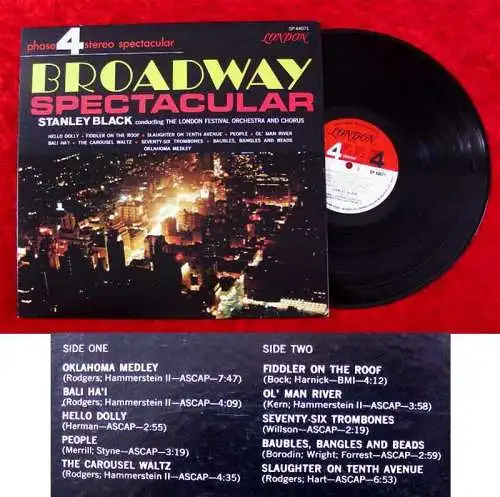 phase 4 stereo spectacular
SP 44071
LONDON
BROADWAY
SPECTACULAR
STANLEY BLACK conducting THE LONDON FESTIVAL ORCHESTRA AND CHORUS
HELLO DOLLY • FIDDLER ON THE ROOF • SLAUGHTER ON TENTH AVENUE • PEOPLE • OL' MAN RIVER
BALI HA'I • THE CAROUSEL WALTZ • SEVENTY-SIX TROMBONES • BAUBLES, BANGLES AND BEADS
OKLAHOMA MEDLEY
LONDON
4 4
SIDE ONE
OKLAHOMA MEDLEY
(Rodgers; Hammerstein II—ASCAP—7:47)
BALI HA'I
(Rodgers; Hammerstein II—ASCAP—4:09)
HELLO DOLLY
(Herman—ASCAP—2:55)
PEOPLE
(Merrill; Styne—ASCAP—3:19)
THE CAROUSEL WALTZ
(Rodgers; Hammerstein II—ASCAP—4:35)
SIDE TWO
FIDDLER ON THE ROOF
(Bock; Harnick—BMI—4:12)
OL' MAN RIVER
(Kern; Hammerstein II—ASCAP—3:58)
SEVENTY-SIX TROMBONES
(Willson—ASCAP—2:19)
BAUBLES, BANGLES AND BEADS
(Borodin; Wright; Forrest—ASCAP—2:59)
SLAUGHTER ON TENTH AVENUE
(Rodgers; Hart—ASCAP—6:53)